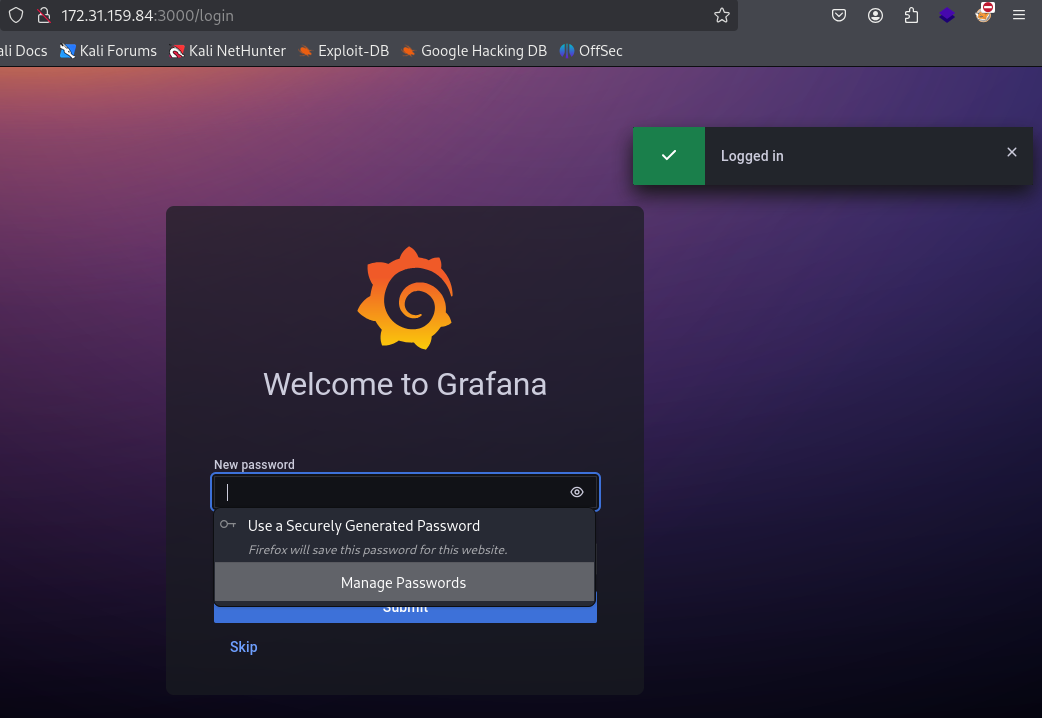 172.31.159.84:3000/login
ali Docs Kali Forums Kali NetHunter Exploit-DB Google Hacking DB OffSec
Logged in
Welcome to Grafana
New password
Use a Securely Generated Password
Firefox will save this password for this website.
Manage Passwords
Submit
Skip